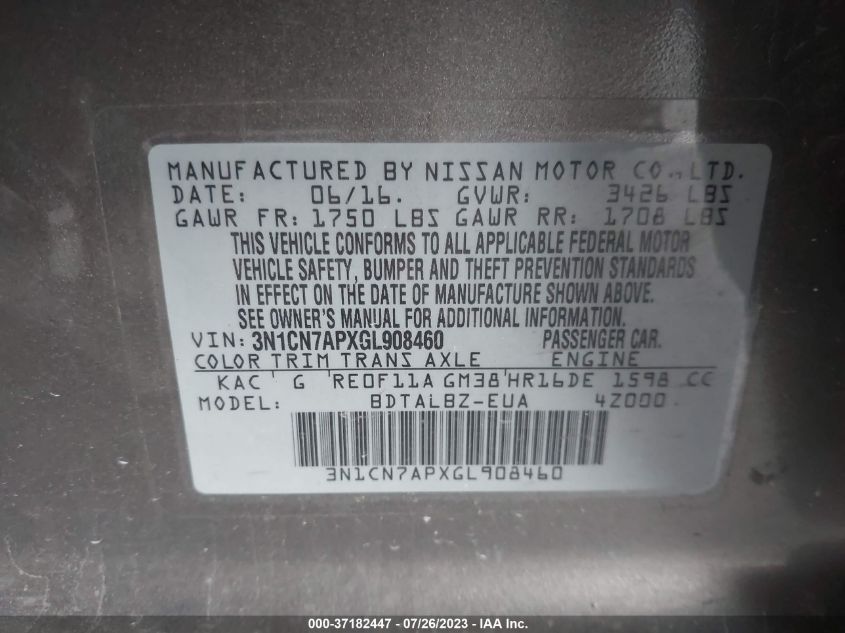 MANUFACTURED BY NISSAN MOTOR CO., LTD.
DATE: 06/16. GVWR: 3426 LBS
GAWR FR: 1750 LBS GAWR RR: 1708 LBS
THIS VEHICLE CONFORMS TO ALL APPLICABLE FEDERAL MOTOR
VEHICLE SAFETY, BUMPER AND THEFT PREVENTION STANDARDS
IN EFFECT ON THE DATE OF MANUFACTURE SHOWN ABOVE.
SEE OWNER'S MANUAL FOR ADDITIONAL INFORMATION.
VIN: 3N1CN7APXGL908460 PASSENGER CAR.
COLOR TRIM TRANS AXLE ENGINE
KAC G RE0F11A GM38 HR16DE 1598 CC
MODEL: BDTALBZ-EUA 4Z000
3N1CN7APXGL908460
000-37182447 - 07/26/2023 - IAA Inc.